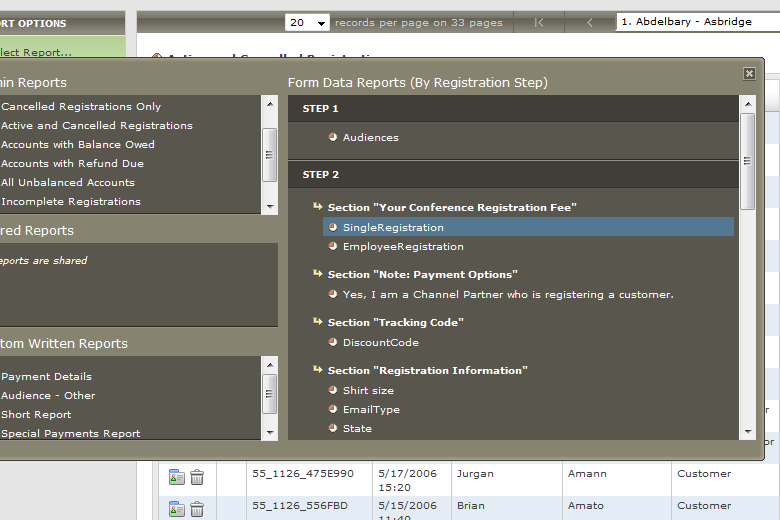 ORT OPTIONS
lect Report...
20 records per page on 33 pages
1. Abdelbary - Asbridge
min Reports
Cancelled Registrations Only
Active and Cancelled Registrations
Accounts with Balance Owed
Accounts with Refund Due
All Unbalanced Accounts
Incomplete Registrations
red Reports
eports are shared
tom Written Reports
Payment Details
Audience - Other
Short Report
Special Payments Report
Form Data Reports (By Registration Step)
STEP 1
Audiences
STEP 2
Section "Your Conference Registration Fee"
SingleRegistration
EmployeeRegistration
Section "Note: Payment Options"
Yes, I am a Channel Partner who is registering a customer.
Section "Tracking Code"
DiscountCode
Section "Registration Information"
Shirt size
EmailType
State
55_1126_475E990 5/17/2006 15:20 Jurgan Amann Customer
55_1126_556FBD 5/15/2006 11:40 Brian Amato Customer